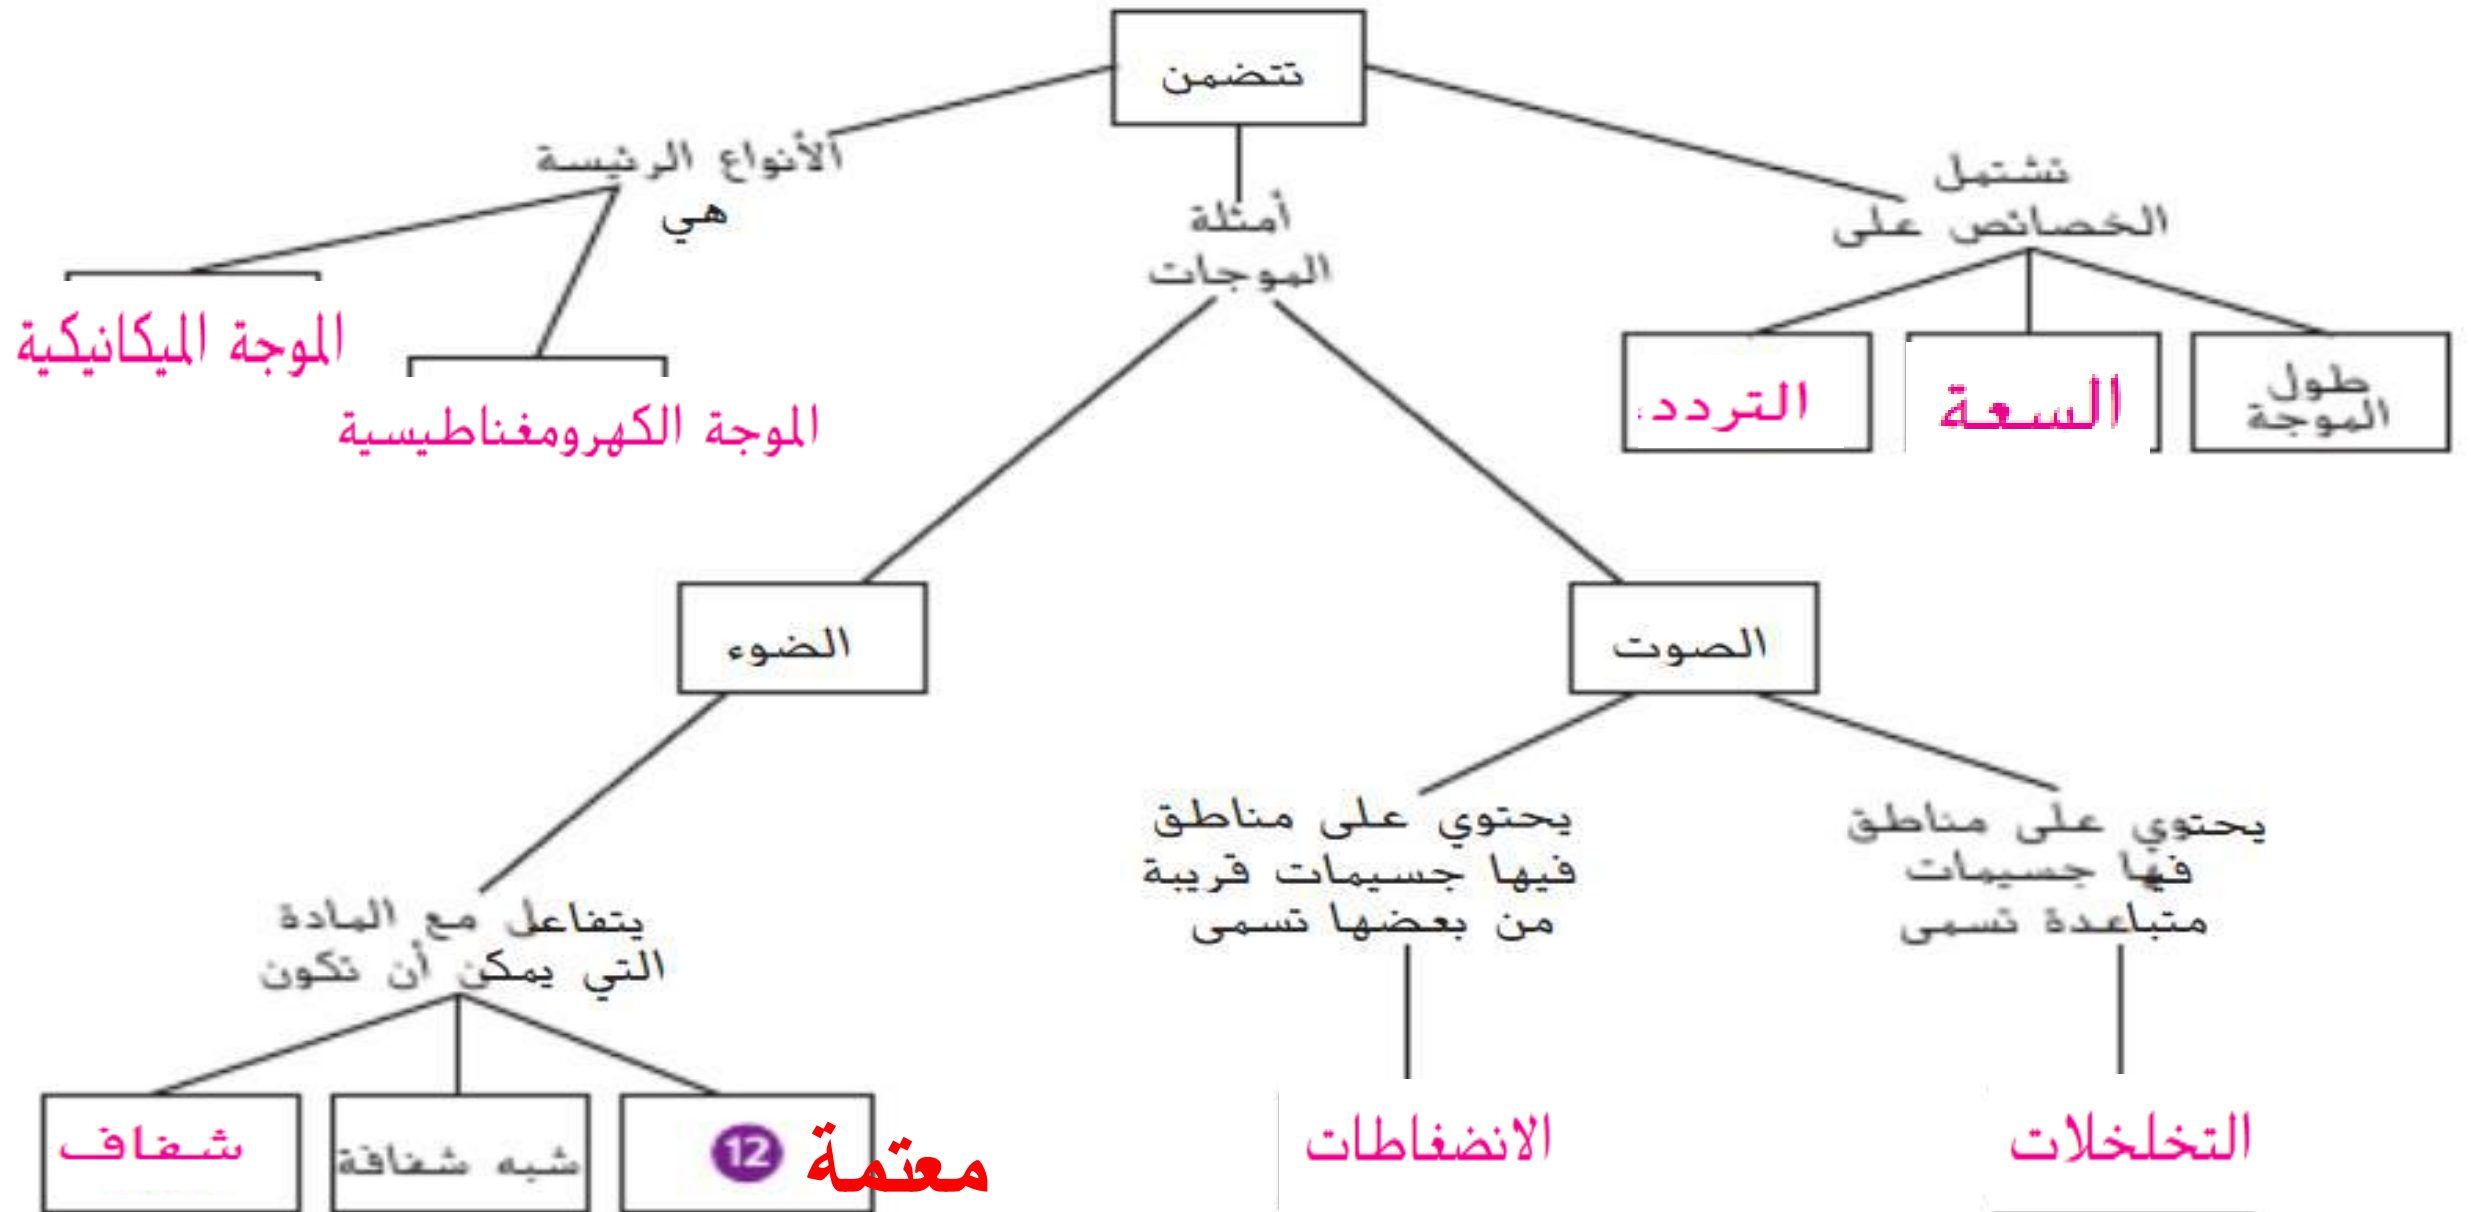 تتضمن
تشتمل
الخصائص على
طول
الموجة
السعة
التردد،
أمثلة
الموجات
الأنواع الرئيسة
هي
الموجة الميكانيكية
الموجة الكهرومغناطيسية
الصوت
الضوء
يحتوي على مناطق
فيها جسيمات
متباعدة تسمى
التخلخلات
يحتوي على مناطق
فيها جسيمات قريبة
من بعضها تسمى
الانضغاطات
يتفاعل مع المادة
التي يمكن أن تكون
12 معتمة
شبه شفافة
شفاف